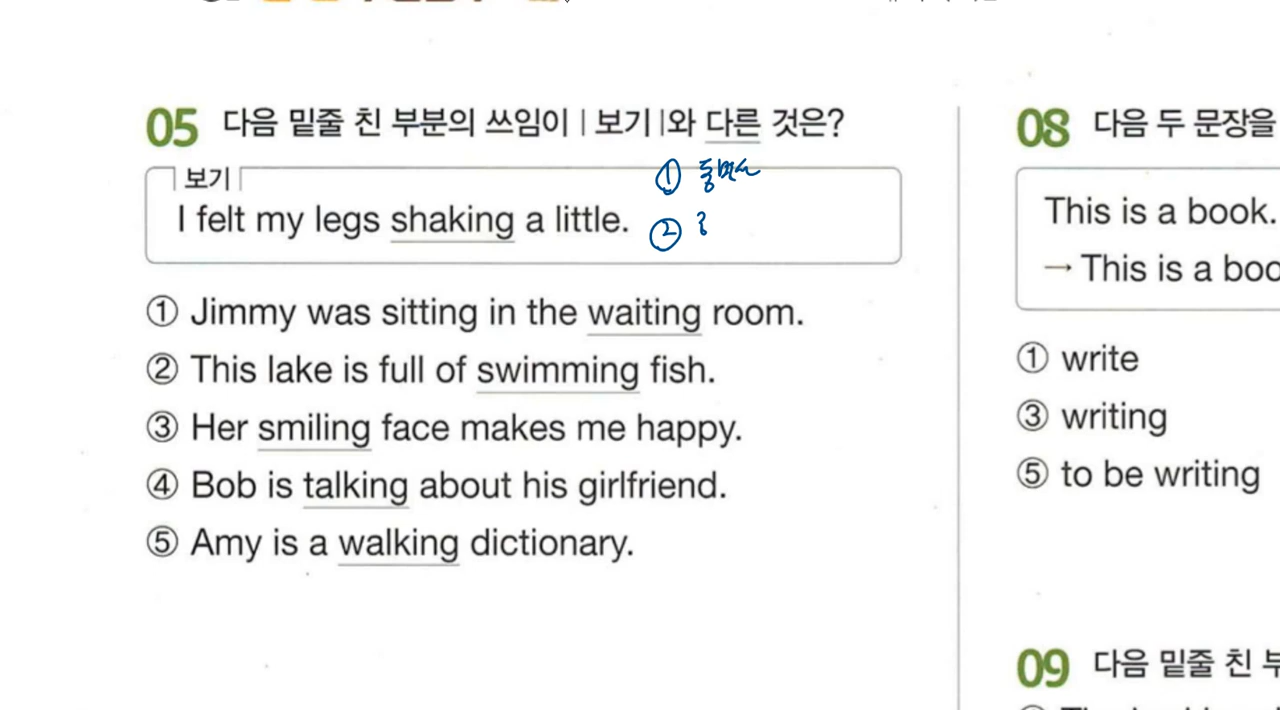 05 다음 밑줄 친 부분의 쓰임이 | 보기 |와 다른 것은?
보기
I felt my legs shaking a little.
①
②
① Jimmy was sitting in the waiting room.
② This lake is full of swimming fish.
③ Her smiling face makes me happy.
④ Bob is talking about his girlfriend.
⑤ Amy is a walking dictionary.
08 다음 두 문장을
This is a book.
→ This is a boo
① write
③ writing
⑤ to be writing
09 다음 밑줄 친 부